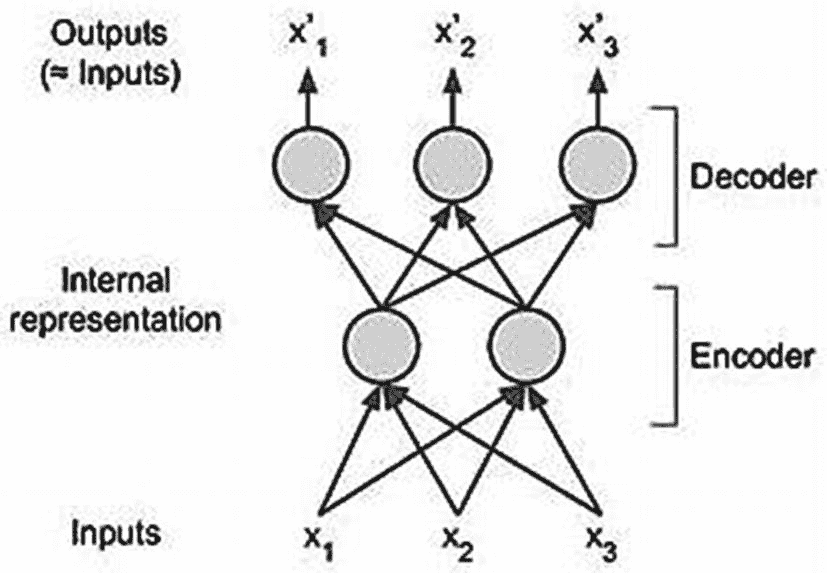 Outputs
(≈ Inputs)
x'1 x'2 x'3
Decoder
Internal
representation
Encoder
Inputs
x1 x2 x3